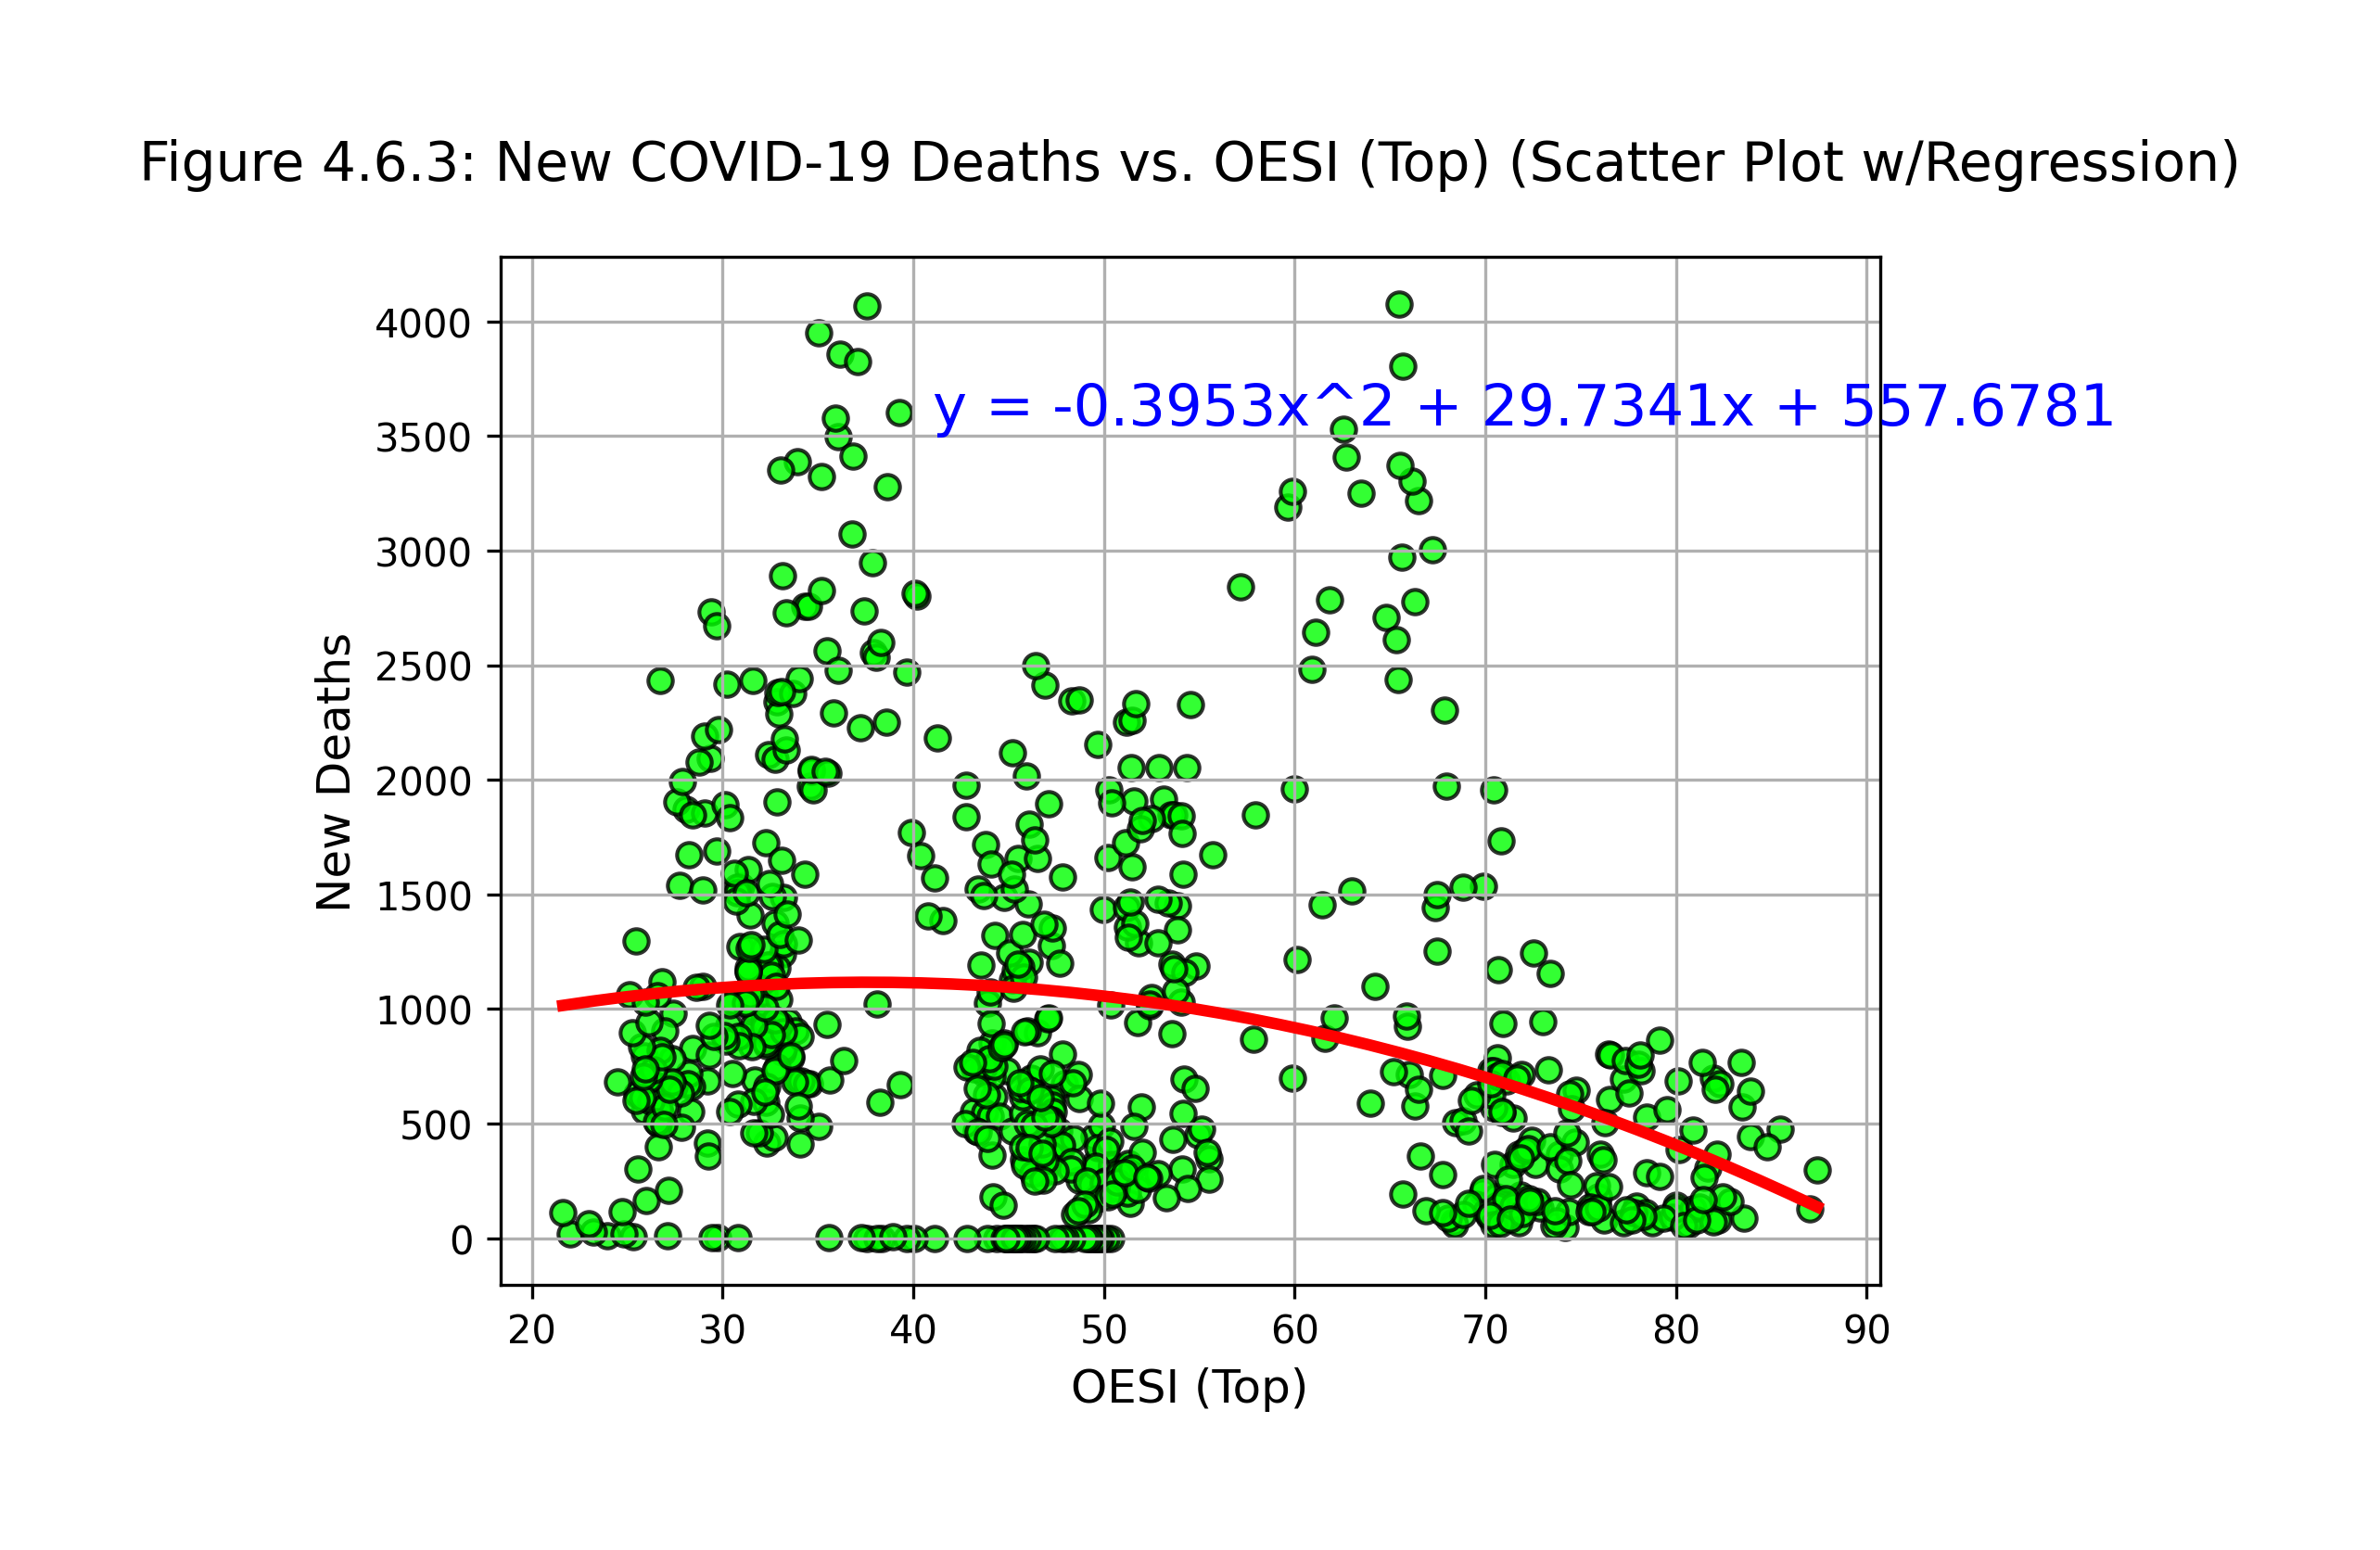 Figure 4.6.3: New COVID-19 Deaths vs. OESI (Top) (Scatter Plot w/Regression)
y = -0.3953x^2 + 29.7341x + 557.6781
New Deaths
4000
3500
3000
2500
2000
1500
1000
500
0
20 30 40 50 60 70 80 90
OESI (Top)